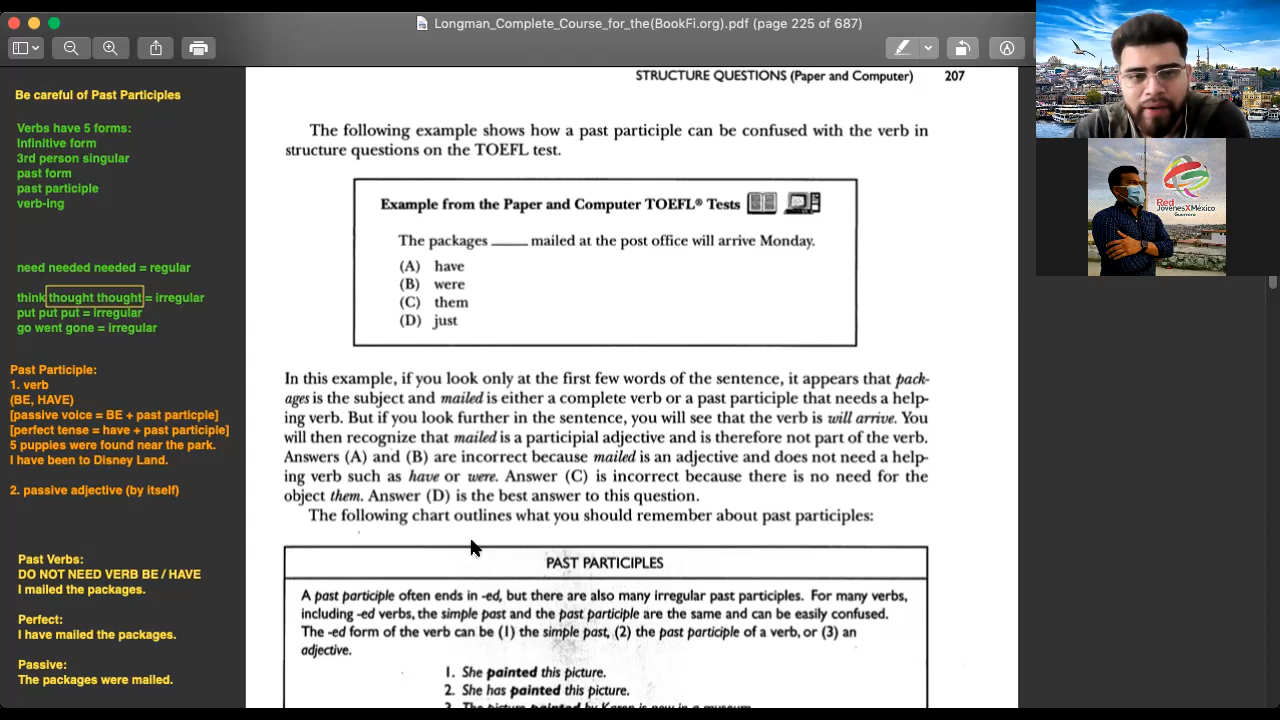 Longman_Complete_Course_for_the(BookFi.org).pdf (page 225 of 687)
Be careful of Past Participles
Verbs have 5 forms:
Infinitive form
3rd person singular
past form
past participle
verb-ing
need needed needed = regular
think thought thought = irregular
put put put = irregular
go went gone = irregular
Past Participle:
1. verb
(BE, HAVE)
[passive voice = BE + past particple]
[perfect tense = have + past participle]
5 puppies were found near the park.
I have been to Disney Land.
2. passive adjective (by itself)
Past Verbs:
DO NOT NEED VERB BE / HAVE
I mailed the packages.
Perfect:
I have mailed the packages.
Passive:
The packages were mailed.
STRUCTURE QUESTIONS (Paper and Computer) 207
The following example shows how a past participle can be confused with the verb in
structure questions on the TOEFL test.
Example from the Paper and Computer TOEFL® Tests
The packages ____ mailed at the post office will arrive Monday.
(A) have
(B) were
(C) them
(D) just
In this example, if you look only at the first few words of the sentence, it appears that pack-
ages is the subject and mailed is either a complete verb or a past participle that needs a help-
ing verb. But if you look further in the sentence, you will see that the verb is will arrive. You
will then recognize that mailed is a participial adjective and is therefore not part of the verb.
Answers (A) and (B) are incorrect because mailed is an adjective and does not need a help-
ing verb such as have or were. Answer (C) is incorrect because there is no need for the
object them. Answer (D) is the best answer to this question.
The following chart outlines what you should remember about past participles:
PAST PARTICIPLES
A past participle often ends in -ed, but there are also many irregular past participles. For many verbs,
including -ed verbs, the simple past and the past participle are the same and can be easily confused.
The -ed form of the verb can be (1) the simple past, (2) the past participle of a verb, or (3) an
adjective.
1. She painted this picture.
2. She has painted this picture.
3. The picture painted by Karen is now in a museum.
Red
JóvenesXMéxico
Guerrero